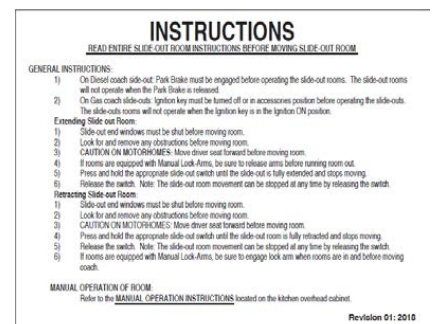 INSTRUCTIONS
READ ENTIRE SLIDE-OUT ROOM INSTRUCTIONS BEFORE MOVING SLIDE-OUT ROOM
GENERAL INSTRUCTIONS:
1) On Diesel coach side-out: Park Brake must be engaged before operating the slide-out rooms. The slide-out rooms
will not operate when the Park Brake is released.
2) On Gas coach slide-outs: Ignition key must be turned off or in accessories position before operating the slide-outs.
The slide-outs rooms will not operate when the Ignition key is in the Ignition ON position.
Extending Slide out Room:
1) Slide-out end windows must be shut before moving room.
2) Look for and remove any obstructions before moving room.
3) CAUTION ON MOTORHOMES: Move driver seat forward before moving room.
4) If rooms are equipped with Manual Lock-Arms, be sure to release arms before running room out.
5) Press and hold the appropriate slide-out switch until the slide-out is fully extended and stops moving.
6) Release the switch. Note: The slide-out room movement can be stopped at any time by releasing the switch.
Retracting Slide-out Room:
1) Slide-out end windows must be shut before moving room.
2) Look for and remove any obstructions before moving room.
3) CAUTION ON MOTORHOMES: Move driver seat forward before moving room.
4) Press and hold the appropriate slide-out switch until the slide-out room is fully retracted and stops moving.
5) Release the switch. Note: The slide-out room movement can be stopped at any time by releasing the switch.
6) If rooms are equipped with Manual Lock-Arms, be sure to engage lock arm when rooms are in and before moving
coach.
MANUAL OPERATION OF ROOM:
Refer to the MANUAL OPERATION INSTRUCTIONS located on the kitchen overhead cabinet.
Revision 01: 2018